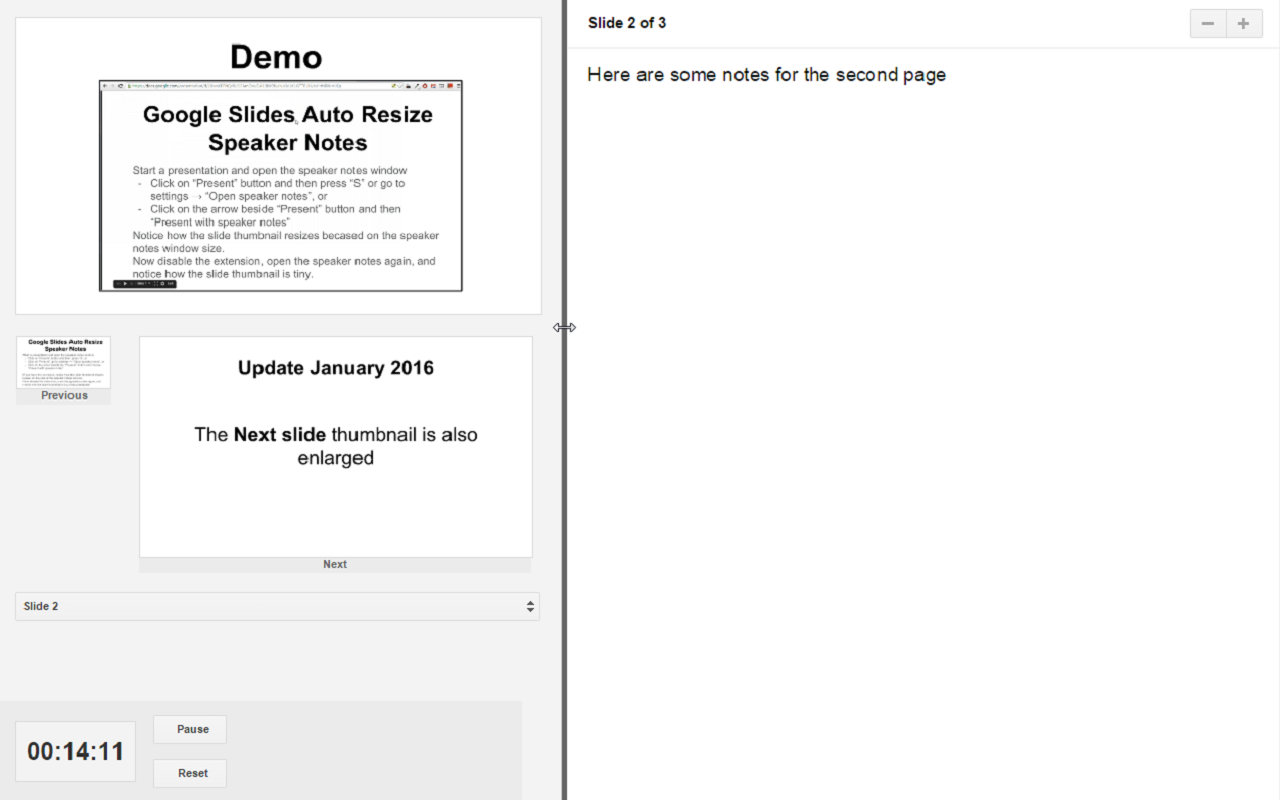 Demo
Google Slides Auto Resize
Speaker Notes
Start a presentation and open the speaker notes window
- Click on “Present” button and then press “S” or go to
settings → “Open speaker notes”, or
- Click on the arrow beside “Present” button and then
“Present with speaker notes”
Notice how the slide thumbnail resizes becased on the speaker
notes window size.
Now disable the extension, open the speaker notes again, and
notice how the slide thumbnail is tiny.
Google Slides Auto Resize
Speaker Notes
Previous
Update January 2016
The Next slide thumbnail is also
enlarged
Next
Slide 2
00:14:11
Pause
Reset
Slide 2 of 3
Here are some notes for the second page